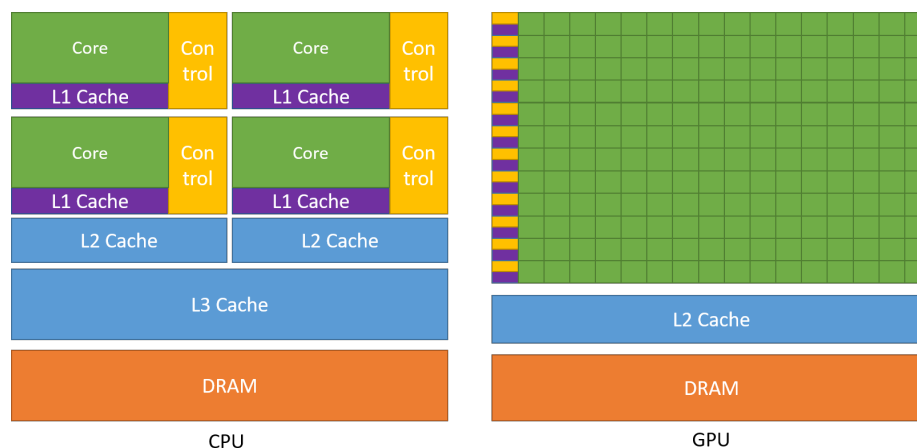 Core
Con
trol
Core
Con
trol
L1 Cache
L1 Cache
Core
Con
trol
Core
Con
trol
L1 Cache
L1 Cache
L2 Cache
L2 Cache
L3 Cache
DRAM
CPU
L2 Cache
DRAM
GPU